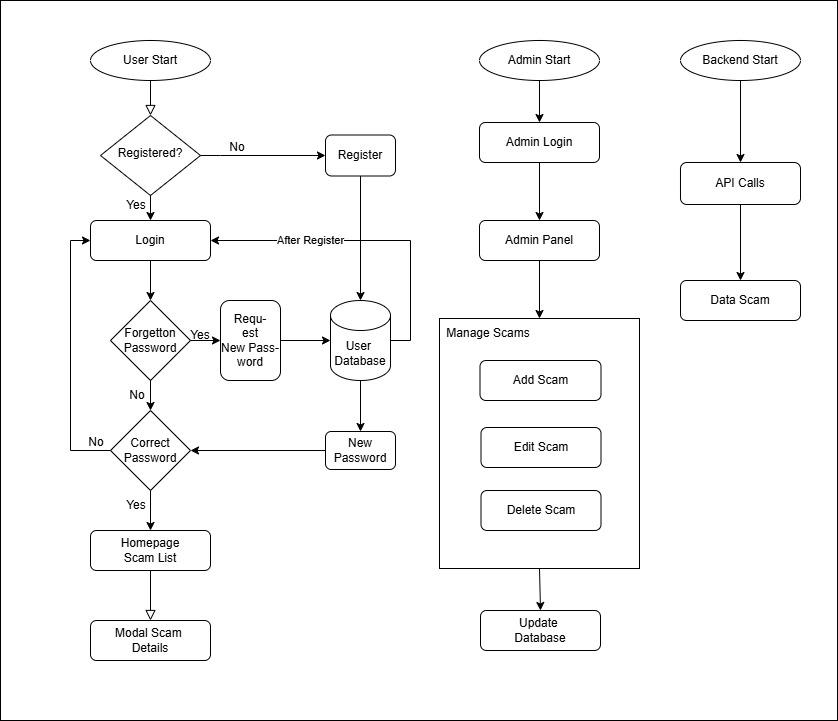 User Start
Admin Start
Backend Start
Registered?
No
Register
Admin Login
API Calls
Yes
Login
After Register
Admin Panel
Data Scam
Forgetton
Password
Yes
Requ-
est
New Pass-
word
User
Database
Manage Scams
Add Scam
No
Correct
Password
No
New
Password
Edit Scam
Yes
Delete Scam
Homepage
Scam List
Modal Scam
Details
Update
Database